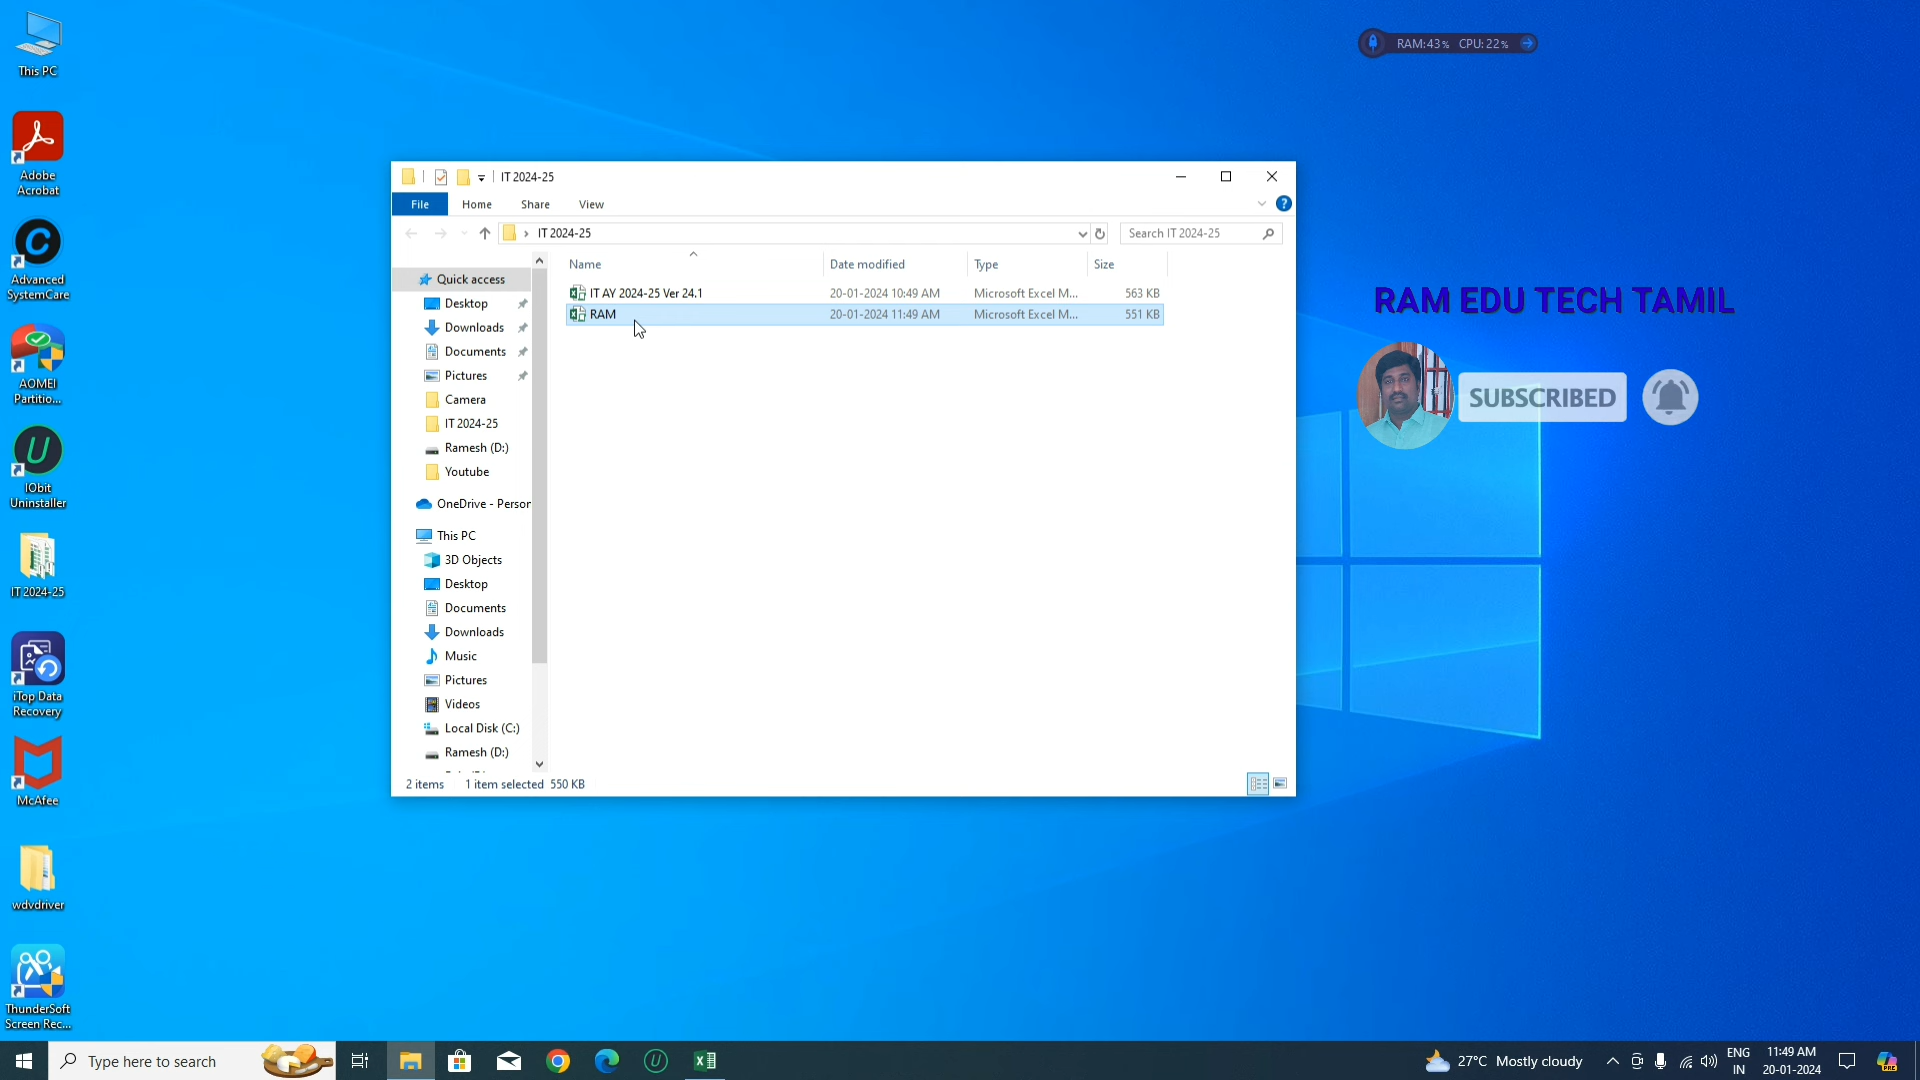 This PC
Adobe
Acrobat
Advanced
SystemCare
AOMEI
Partitio...
IObit
Uninstaller
IT 2024-25
iTop Data
Recovery
McAfee
wdvdriver
ThunderSoft
Screen Rec...
RAM:43% CPU:22%
IT 2024-25
File Home Share View
IT 2024-25
Search IT 2024-25
Name Date modified Type Size
IT AY 2024-25 Ver 24.1 20-01-2024 10:49 AM Microsoft Excel M... 563 KB
RAM 20-01-2024 11:49 AM Microsoft Excel M... 551 KB
Quick access
Desktop
Downloads
Documents
Pictures
Camera
IT 2024-25
Ramesh (D:)
Youtube
OneDrive - Person
This PC
3D Objects
Desktop
Documents
Downloads
Music
Pictures
Videos
Local Disk (C:)
Ramesh (D:)
2 items 1 item selected 550 KB
RAM EDU TECH TAMIL
SUBSCRIBED
Type here to search
27°C Mostly cloudy
ENG
IN
11:49 AM
20-01-2024